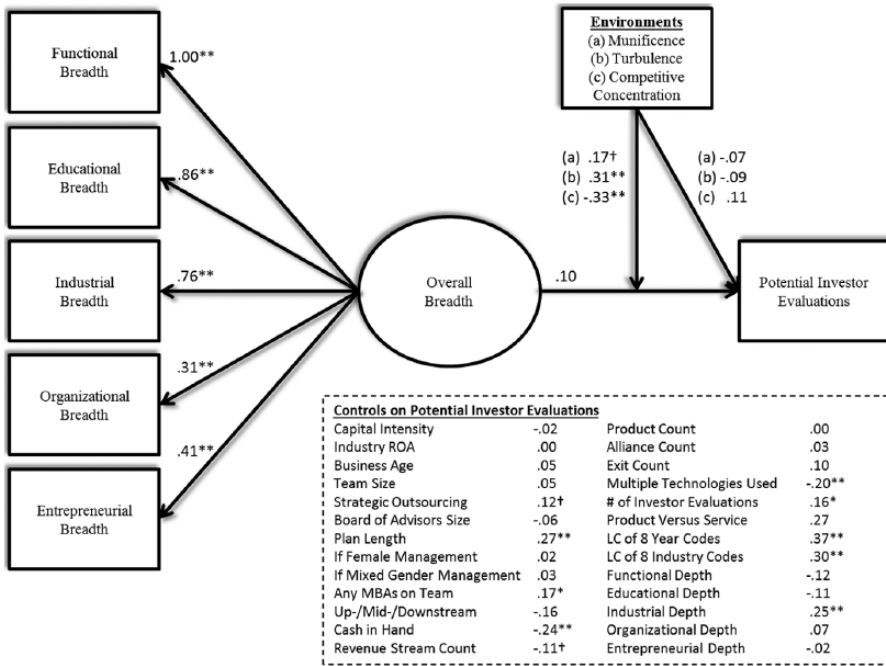 Functional
Breadth
1.00**
Educational
Breadth
.86**
Industrial
Breadth
.76**
Organizational
Breadth
.31**
Entrepreneurial
Breadth
.41**
Overall
Breadth
.10
Environments
(a) Munificence
(b) Turbulence
(c) Competitive
Concentration
(a) .17†
(b) .31**
(c) -.33**
(a) -.07
(b) -.09
(c) .11
Potential Investor
Evaluations
Controls on Potential Investor Evaluations
Capital Intensity -.02 Product Count .00
Industry ROA .00 Alliance Count .03
Business Age .05 Exit Count .10
Team Size .05 Multiple Technologies Used -.20**
Strategic Outsourcing .12† # of Investor Evaluations .16*
Board of Advisors Size -.06 Product Versus Service .27
Plan Length .27** LC of 8 Year Codes .37**
If Female Management .02 LC of 8 Industry Codes .30**
If Mixed Gender Management .03 Functional Depth -.12
Any MBAs on Team .17* Educational Depth -.11
Up-/Mid-/Downstream -.16 Industrial Depth .25**
Cash in Hand -.24** Organizational Depth .07
Revenue Stream Count -.11† Entrepreneurial Depth -.02